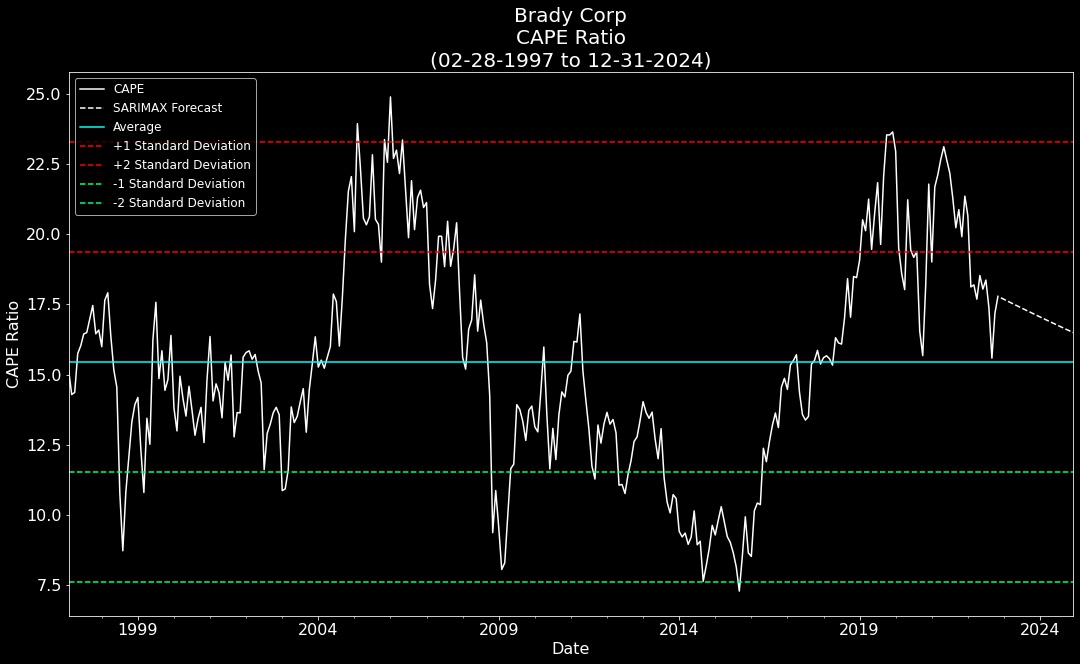 Brady Corp
CAPE Ratio
(02-28-1997 to 12-31-2024)
CAPE
SARIMAX Forecast
Average
+1 Standard Deviation
+2 Standard Deviation
-1 Standard Deviation
-2 Standard Deviation
25.0
22.5
20.0
17.5
15.0
12.5
10.0
7.5
CAPE Ratio
1999
2004
2009
2014
2019
2024
Date